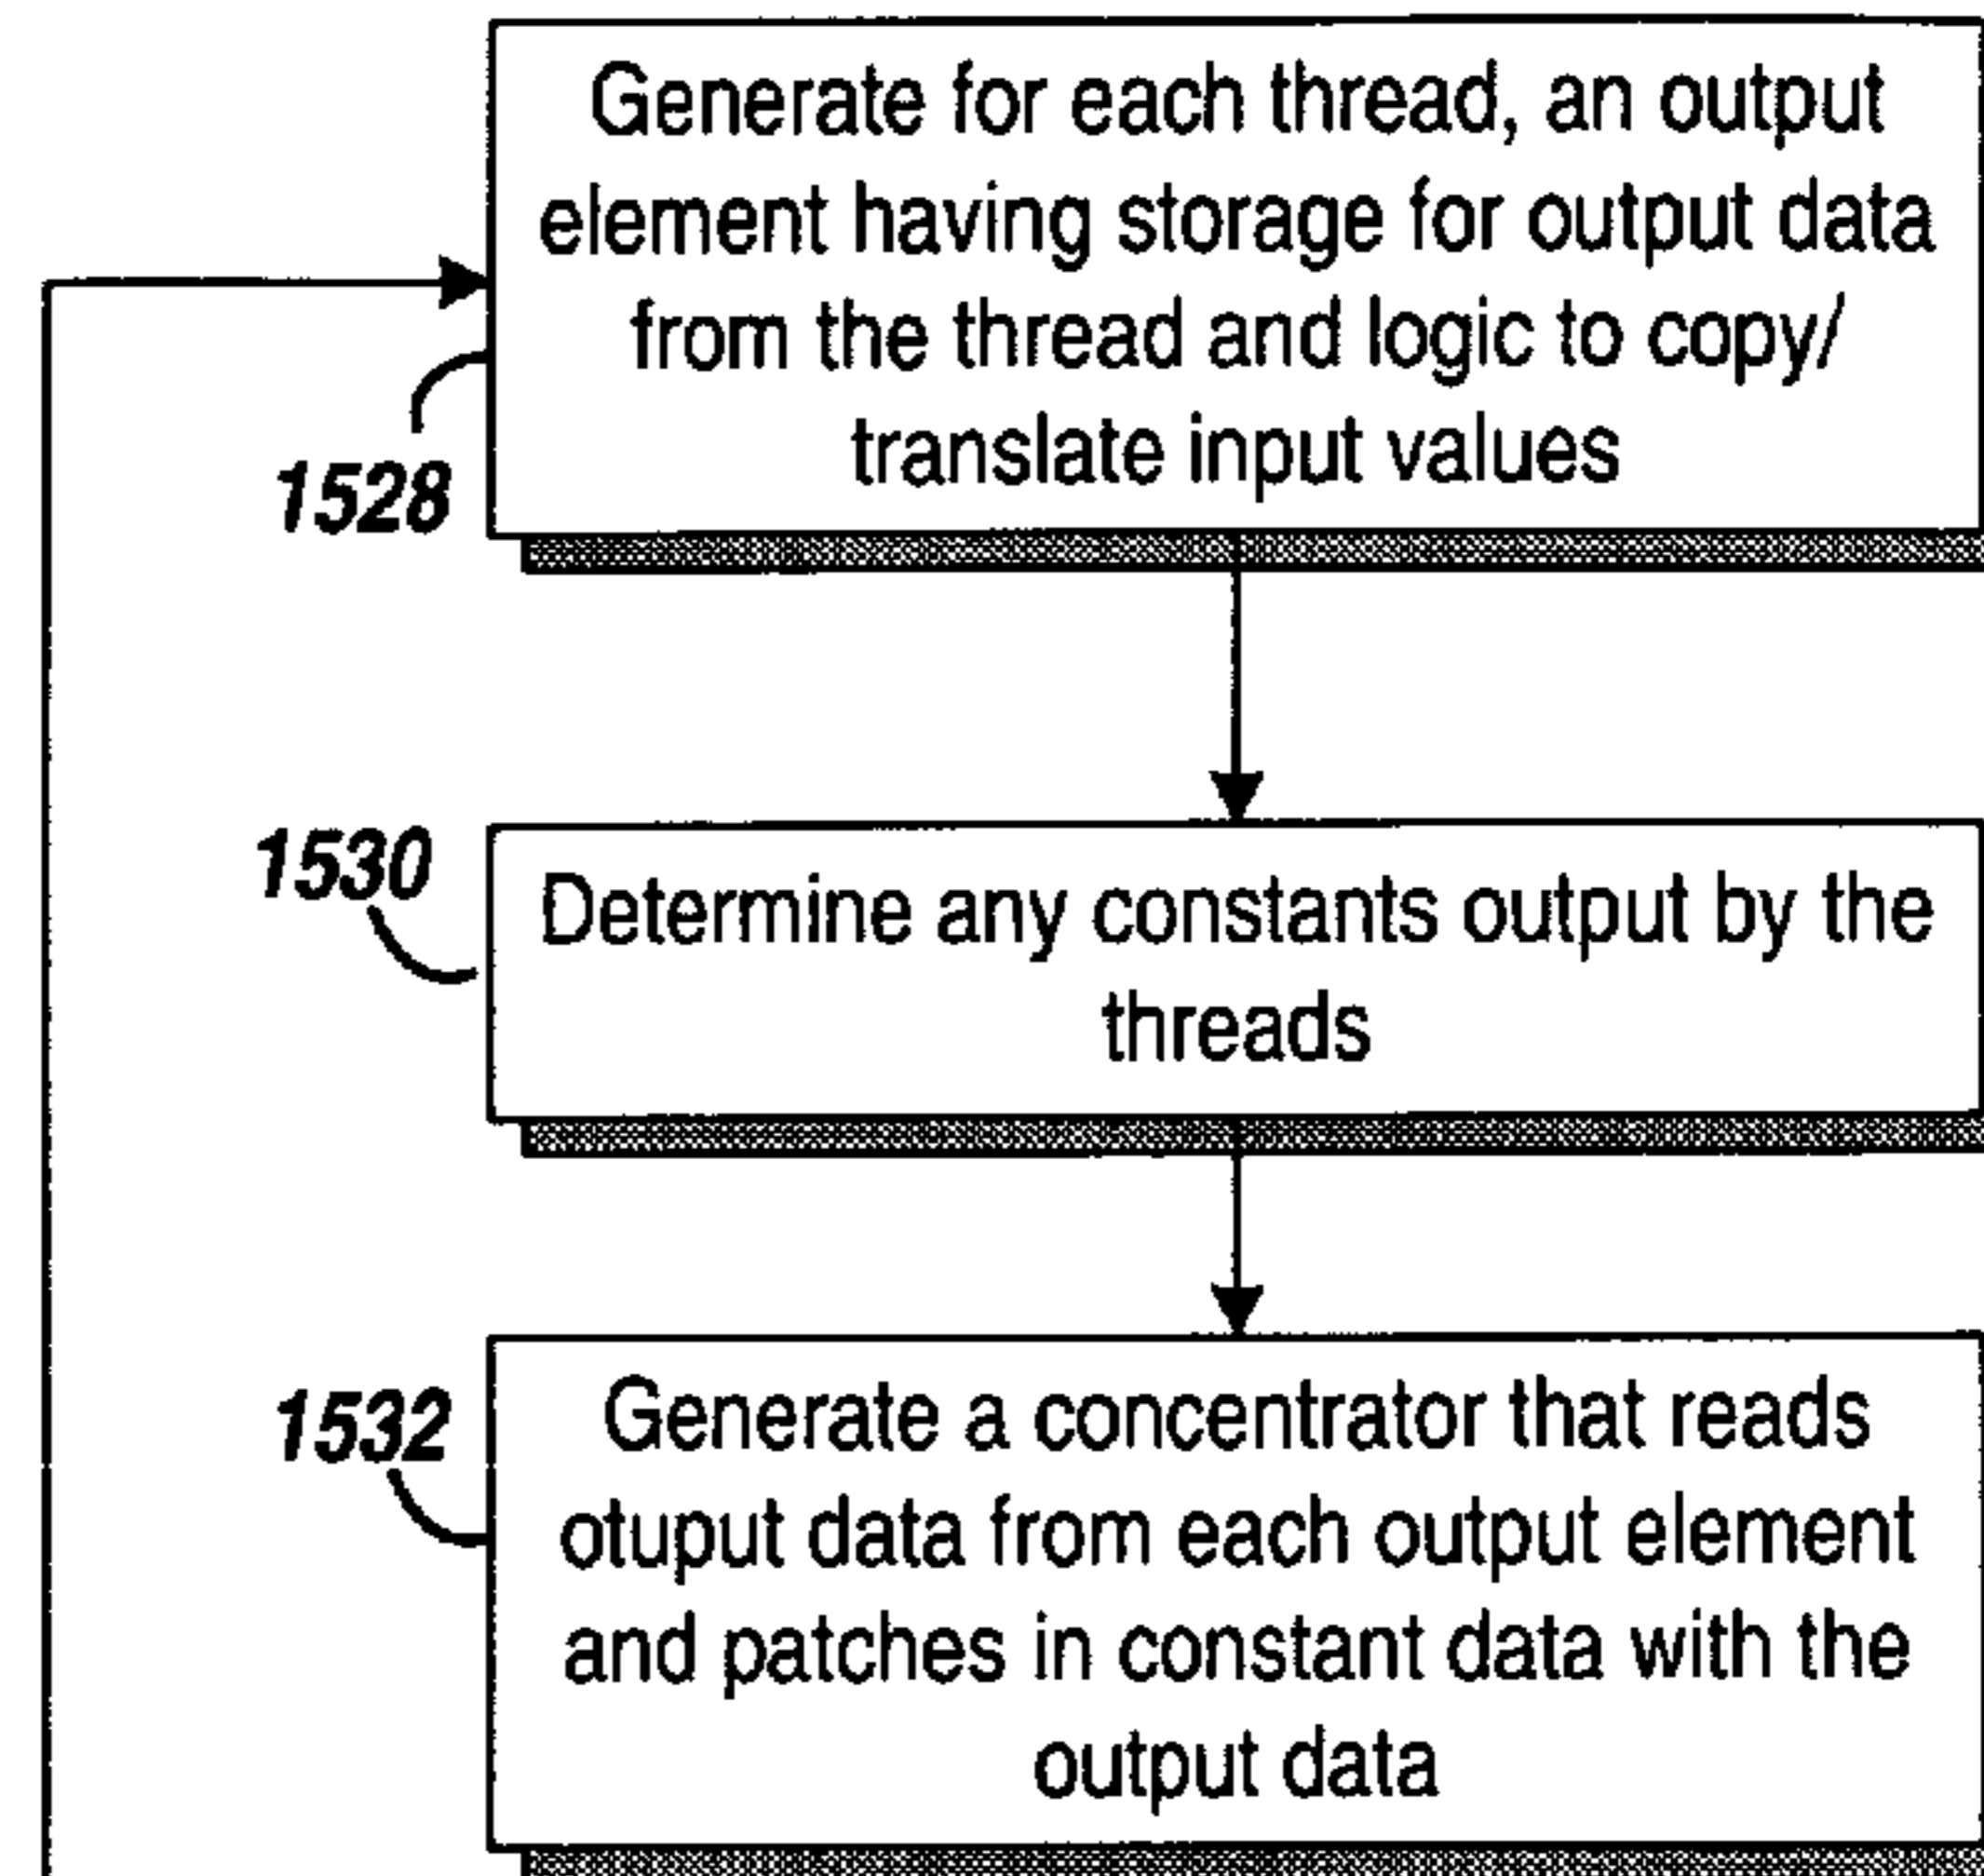 Generate for each thread, an output
element having storage for output data
from the thread and logic to copy/
translate input values
1528
1530
Determine any constants output by the
threads
1532
Generate a concentrator that reads
otuput data from each output element
and patches in constant data with the
output data